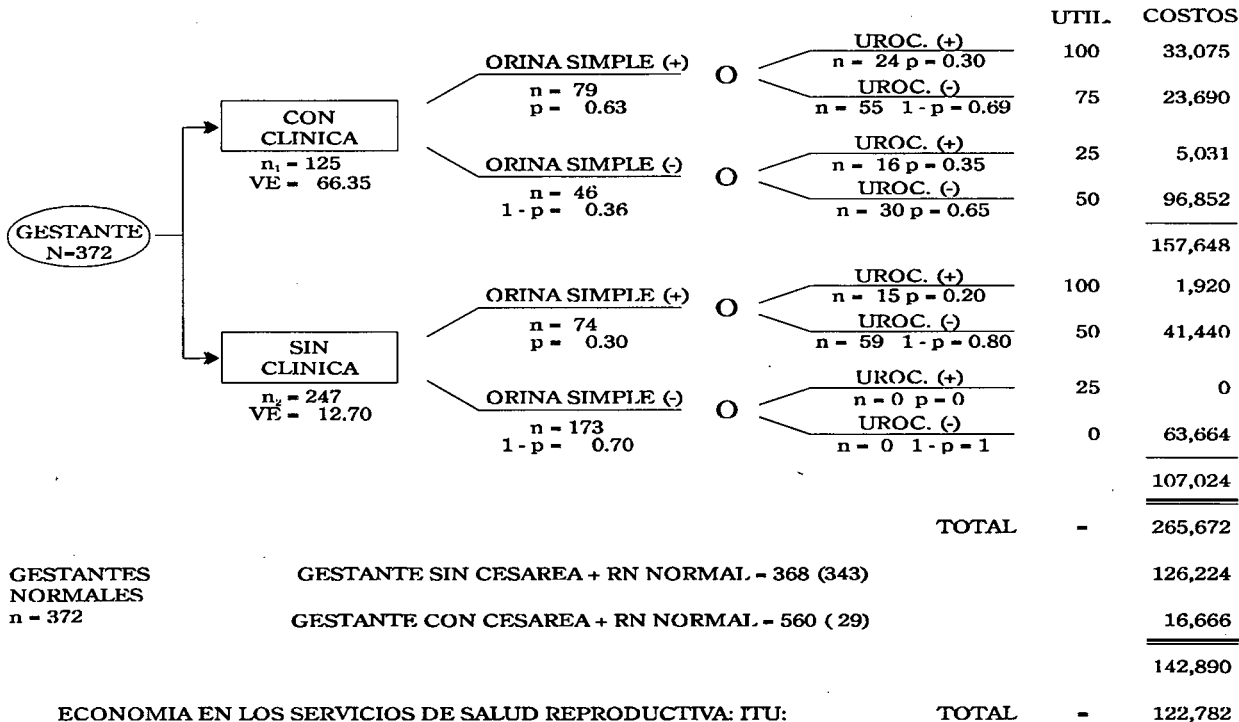 UTIL. COSTOS
ORINA SIMPLE (+)
n = 79
p = 0.63
O
UROC. (+)
n = 24 p = 0.30
100 33,075
UROC. (-)
n = 55 1 - p = 0.69
75 23,690
CON
CLINICA
n₁ = 125
VE = 66.35
ORINA SIMPLE (-)
n = 46
1 - p = 0.36
O
UROC. (+)
n = 16 p = 0.35
25 5,031
UROC. (-)
n = 30 p = 0.65
50 96,852
157,648
GESTANTE
N=372
ORINA SIMPLE (+)
n = 74
p = 0.30
O
UROC. (+)
n = 15 p = 0.20
100 1,920
UROC. (-)
n = 59 1 - p = 0.80
50 41,440
SIN
CLINICA
n₂ = 247
VE = 12.70
ORINA SIMPLE (-)
n = 173
1 - p = 0.70
O
UROC. (+)
n = 0 p = 0
25 0
UROC. (-)
n = 0 1 - p = 1
0 63,664
107,024
TOTAL - 265,672
GESTANTES
NORMALES
n = 372
GESTANTE SIN CESAREA + RN NORMAL = 368 (343) 126,224
GESTANTE CON CESAREA + RN NORMAL = 560 ( 29) 16,666
142,890
ECONOMIA EN LOS SERVICIOS DE SALUD REPRODUCTIVA: ITU: TOTAL - 122,782